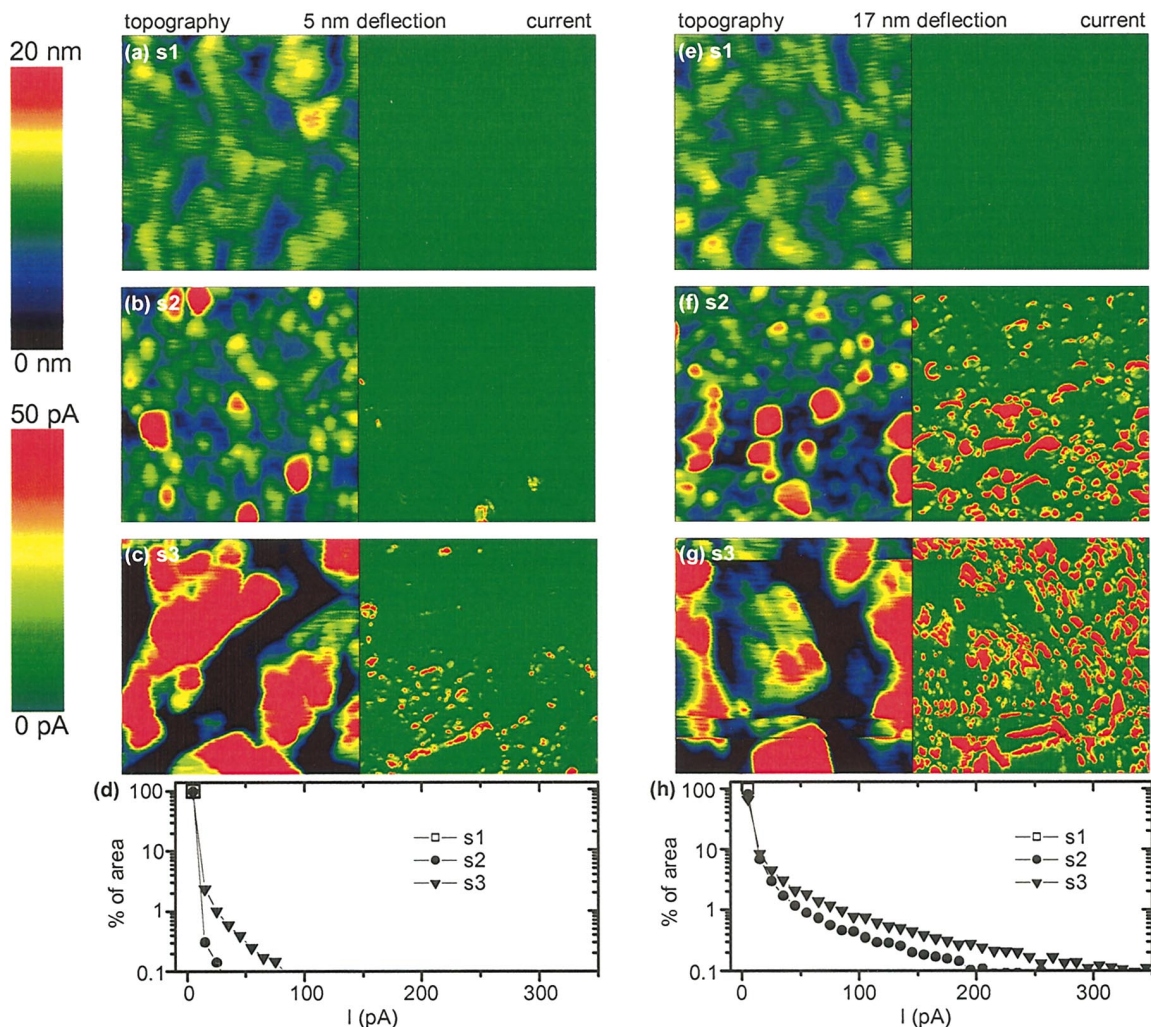 topography 5 nm deflection current
topography 17 nm deflection current
20 nm
0 nm
50 pA
0 pA
(a) s1
(e) s1
(b) s2
(f) s2
(c) s3
(g) s3
(d)
% of area
100
10
1
0.1
s1
s2
s3
0 100 200 300
I (pA)
(h)
% of area
100
10
1
0.1
s1
s2
s3
0 100 200 300
I (pA)